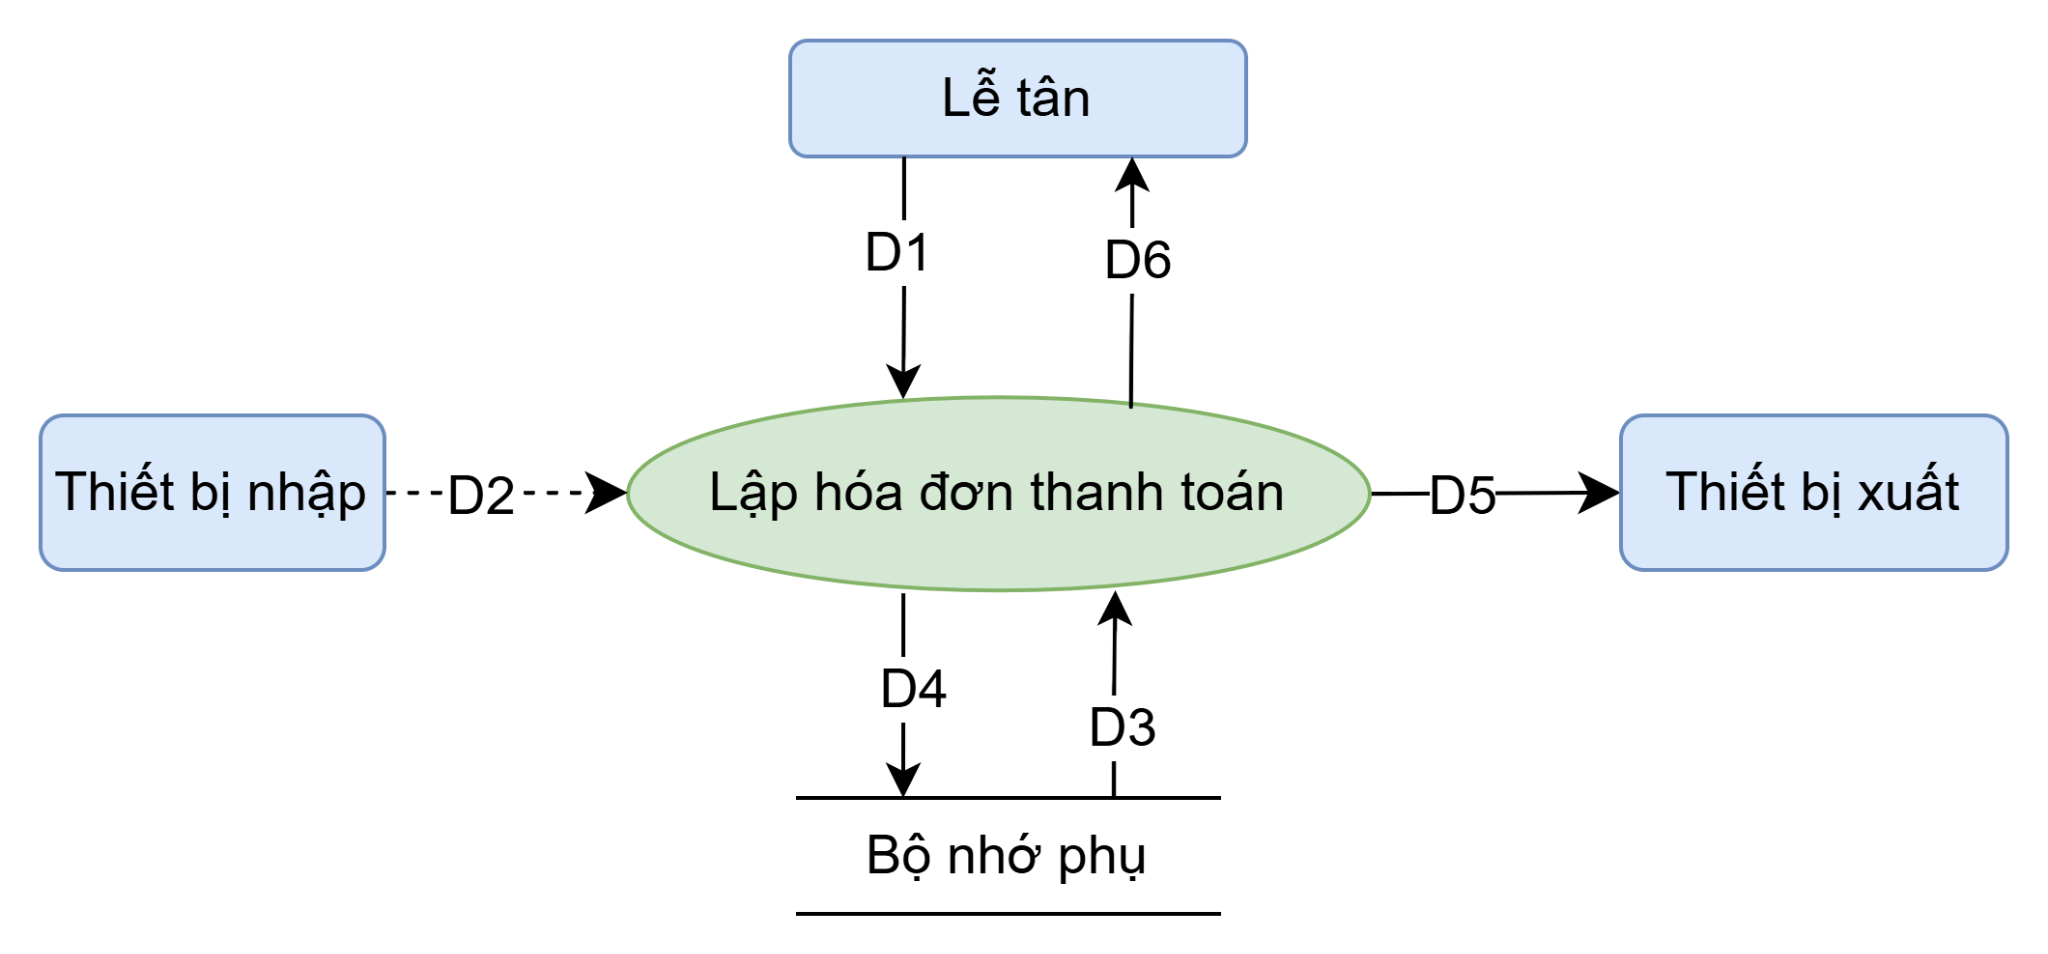 Lễ tân
D1
D6
Thiết bị nhập
D2
Lập hóa đơn thanh toán
D5
Thiết bị xuất
D4
D3
Bộ nhớ phụ